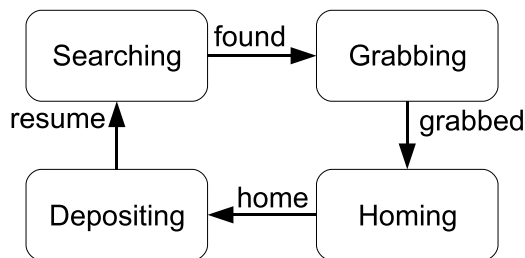 Searching
found
Grabbing
resume
grabbed
Depositing
home
Homing